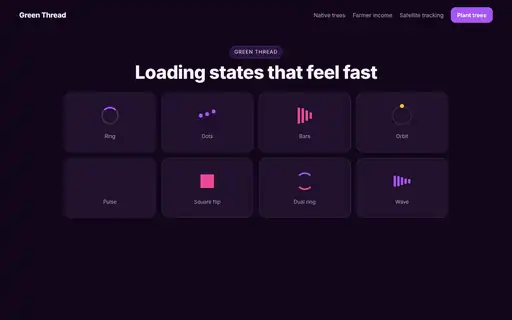 Green Thread
Native trees Farmer income Satellite tracking Plant trees
GREEN THREAD
Loading states that feel fast
Ring Dots Bars Orbit
Pulse Square flip Dual ring Wave